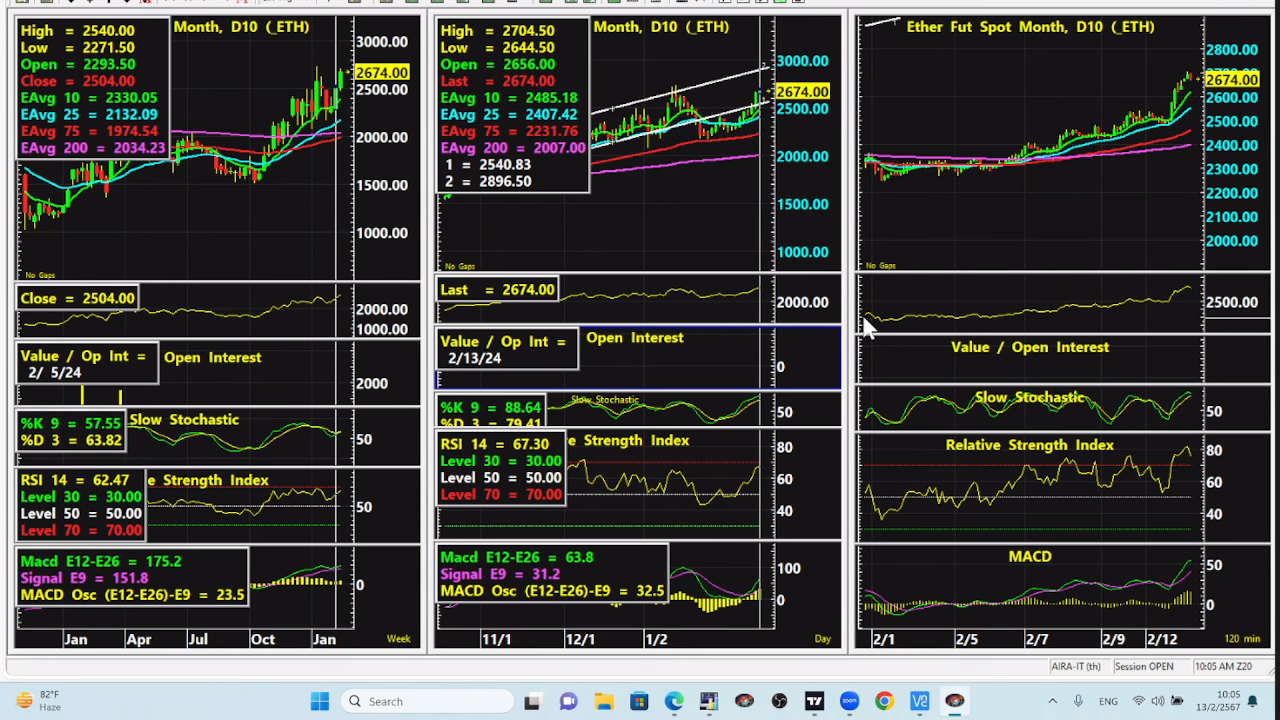 High = 2540.00
Low = 2271.50
Open = 2293.50
Close = 2504.00
EAvg 10 = 2330.05
EAvg 25 = 2132.09
EAvg 75 = 1974.54
EAvg 200 = 2034.23
Month, D10 (_ETH)
3000.00
2674.00
2000.00
1500.00
1000.00
No Gaps
Close = 2504.00
2000.00
1000.00
Value / Op Int =
2/ 5/24
Open Interest
2000
%K 9 = 57.55
%D 3 = 63.82
Slow Stochastic
50
RSI 14 = 62.47
Level 30 = 30.00
Level 50 = 50.00
Level 70 = 70.00
e Strength Index
50
Macd E12-E26 = 175.2
Signal E9 = 151.8
MACD Osc (E12-E26)-E9 = 23.5
0
Jan Apr Jul Oct Jan Week
High = 2704.50
Low = 2644.50
Open = 2656.00
Last = 2674.00
EAvg 10 = 2485.18
EAvg 25 = 2407.42
EAvg 75 = 2231.76
EAvg 200 = 2007.00
1 = 2540.83
2 = 2896.50
Month, D10 (_ETH)
3000.00
2674.00
2500.00
2000.00
1500.00
1000.00
No Gaps
Last = 2674.00
2000.00
Value / Op Int =
2/13/24
Open Interest
0
%K 9 = 88.64
%D 3 = 79.41
Slow Stochastic
50
RSI 14 = 67.30
Level 30 = 30.00
Level 50 = 50.00
Level 70 = 70.00
e Strength Index
80
60
40
Macd E12-E26 = 63.8
Signal E9 = 31.2
MACD Osc (E12-E26)-E9 = 32.5
100
0
11/1 12/1 1/2 Day
Ether Fut Spot Month, D10 (_ETH)
2800.00
2674.00
2600.00
2500.00
2400.00
2300.00
2200.00
2100.00
2000.00
No Gaps
2500.00
Value / Open Interest
Slow Stochastic
50
Relative Strength Index
80
60
40
MACD
50
0
2/1 2/5 2/7 2/9 2/12 120 min
AIRA-IT (th) Session OPEN 10:05 AM Z20
82°F
Haze
Search
ENG
10:05
13/2/2567